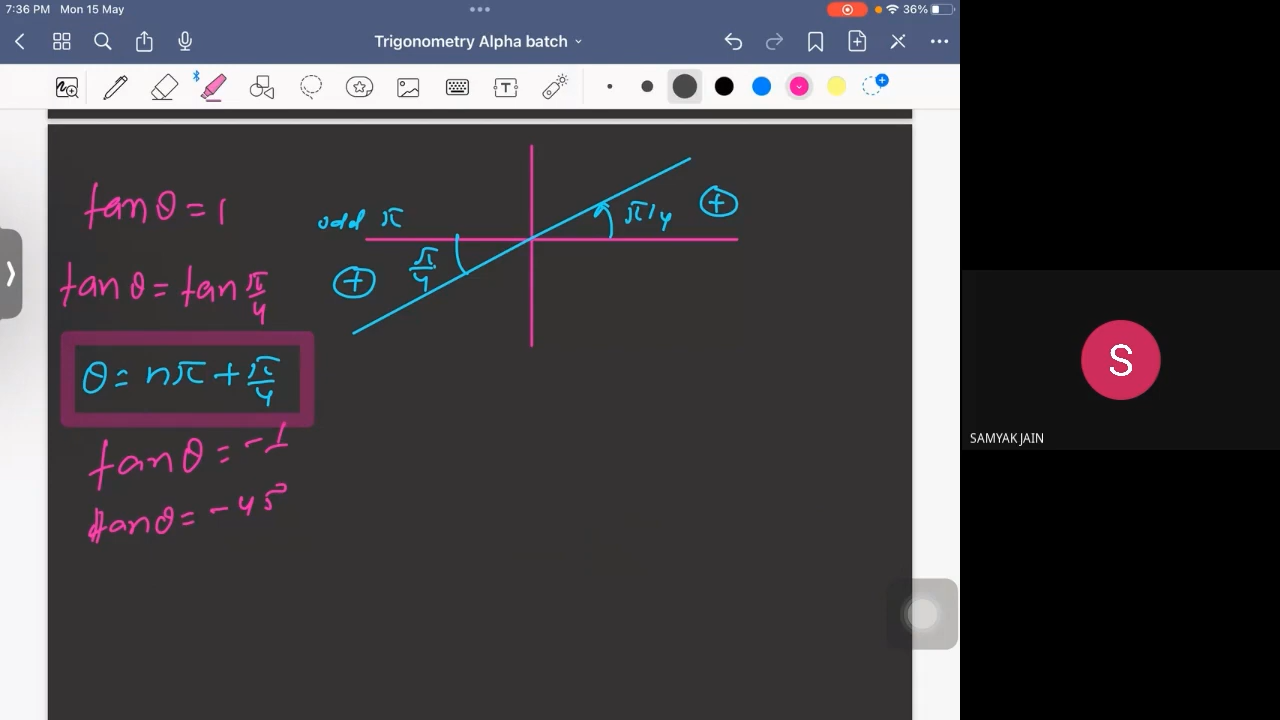 7:36 PM Mon 15 May
36%
Trigonometry Alpha batch
tan θ = 1
tan θ = tan π/4
θ = nπ + π/4
tan θ = -1
tan θ = -45°
odd π
π/4
+
+
π/4
S
SAMYAK JAIN